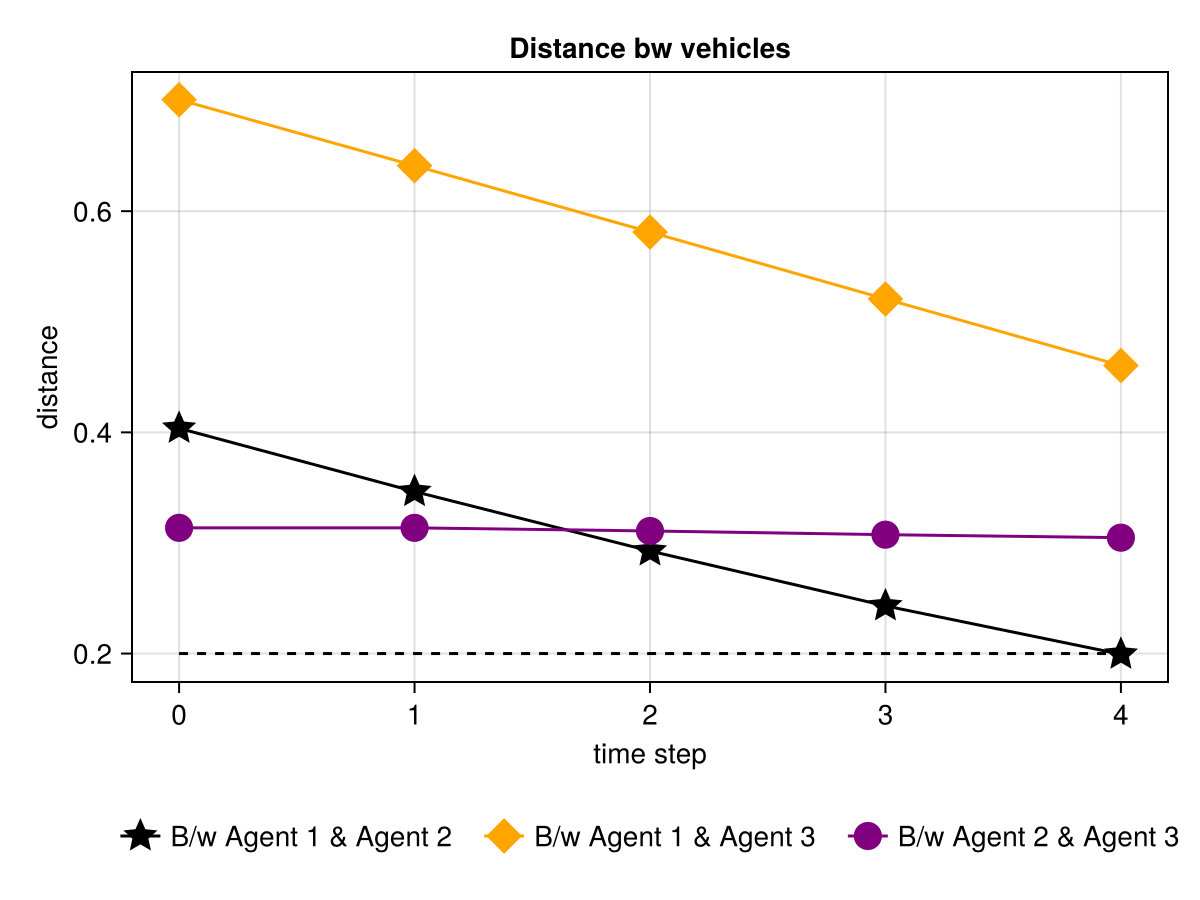 Distance bw vehicles
distance
0.6
0.4
0.2
0 1 2 3 4
time step
B/w Agent 1 & Agent 2 B/w Agent 1 & Agent 3 B/w Agent 2 & Agent 3